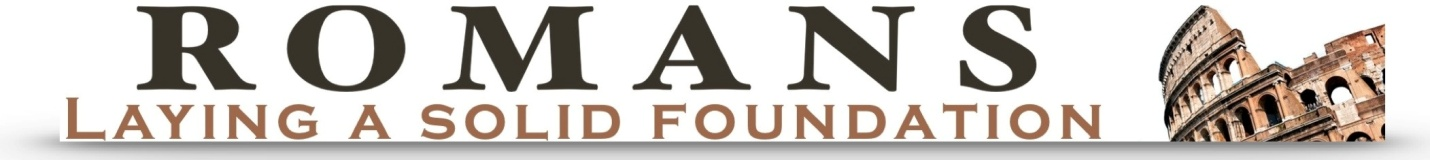 ROMANS
LAYING A SOLID FOUNDATION